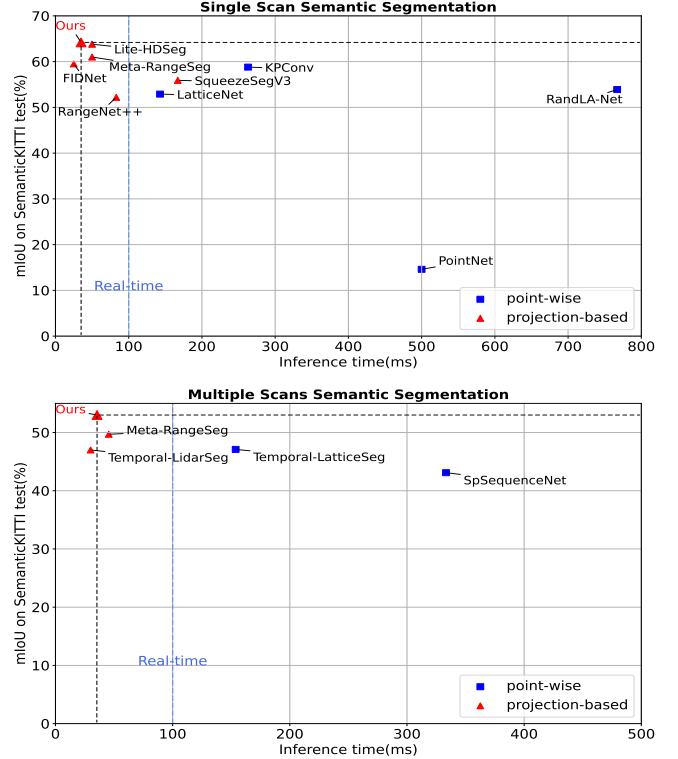 Single Scan Semantic Segmentation
70
60
50
40
30
20
10
0
mIoU on SemanticKITTI test(%)
Ours
Lite-HDSeg
Meta-RangeSeg
KPConv
FIDNet
SqueezeSegV3
LatticeNet
RandLA-Net
RangeNet++
PointNet
Real-time
point-wise
projection-based
0 100 200 300 400 500 600 700 800
Inference time(ms)
Multiple Scans Semantic Segmentation
50
40
30
20
10
0
mIoU on SemanticKITTI test(%)
Ours
Meta-RangeSeg
Temporal-LidarSeg
Temporal-LatticeSeg
SpSequenceNet
Real-time
point-wise
projection-based
0 100 200 300 400 500
Inference time(ms)